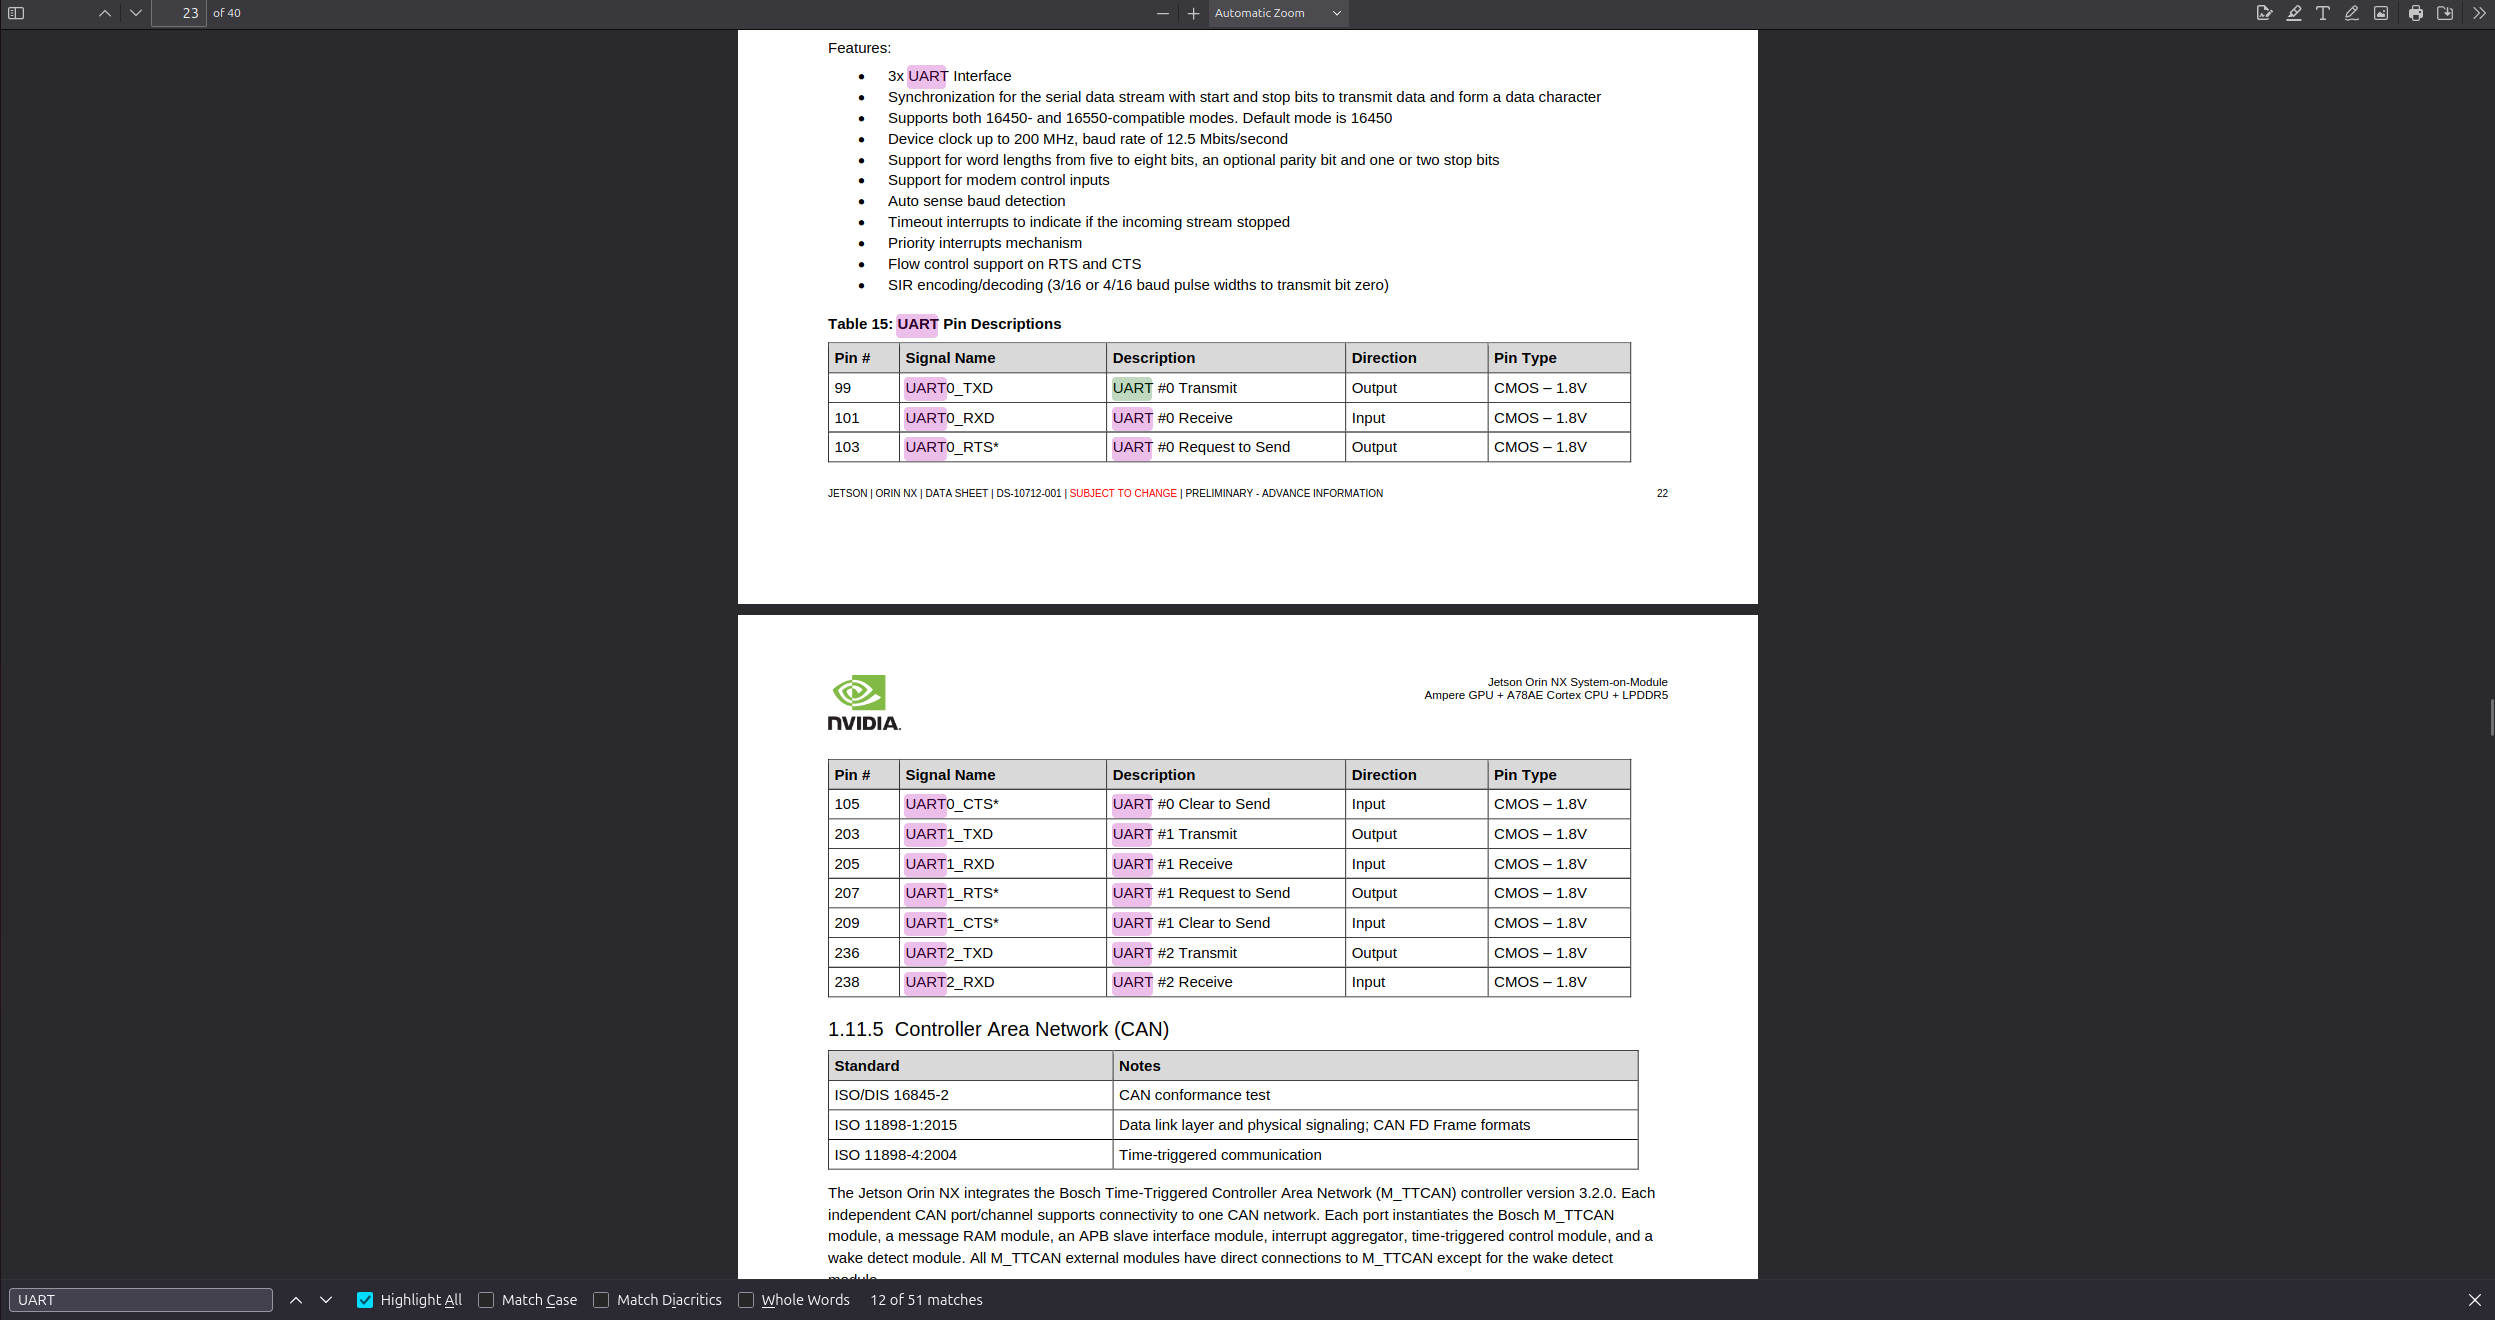 23 of 40 Automatic Zoom
Features:
• 3x UART Interface
• Synchronization for the serial data stream with start and stop bits to transmit data and form a data character
• Supports both 16450- and 16550-compatible modes. Default mode is 16450
• Device clock up to 200 MHz, baud rate of 12.5 Mbits/second
• Support for word lengths from five to eight bits, an optional parity bit and one or two stop bits
• Support for modem control inputs
• Auto sense baud detection
• Timeout interrupts to indicate if the incoming stream stopped
• Priority interrupts mechanism
• Flow control support on RTS and CTS
• SIR encoding/decoding (3/16 or 4/16 baud pulse widths to transmit bit zero)
Table 15: UART Pin Descriptions
Pin # Signal Name Description Direction Pin Type
99 UART0_TXD UART #0 Transmit Output CMOS – 1.8V
101 UART0_RXD UART #0 Receive Input CMOS – 1.8V
103 UART0_RTS* UART #0 Request to Send Output CMOS – 1.8V
JETSON | ORIN NX | DATA SHEET | DS-10712-001 | SUBJECT TO CHANGE | PRELIMINARY - ADVANCE INFORMATION 22
Jetson Orin NX System-on-Module
Ampere GPU + A78AE Cortex CPU + LPDDR5
NVIDIA.
Pin # Signal Name Description Direction Pin Type
105 UART0_CTS* UART #0 Clear to Send Input CMOS – 1.8V
203 UART1_TXD UART #1 Transmit Output CMOS – 1.8V
205 UART1_RXD UART #1 Receive Input CMOS – 1.8V
207 UART1_RTS* UART #1 Request to Send Output CMOS – 1.8V
209 UART1_CTS* UART #1 Clear to Send Input CMOS – 1.8V
236 UART2_TXD UART #2 Transmit Output CMOS – 1.8V
238 UART2_RXD UART #2 Receive Input CMOS – 1.8V
1.11.5 Controller Area Network (CAN)
Standard Notes
ISO/DIS 16845-2 CAN conformance test
ISO 11898-1:2015 Data link layer and physical signaling; CAN FD Frame formats
ISO 11898-4:2004 Time-triggered communication
The Jetson Orin NX integrates the Bosch Time-Triggered Controller Area Network (M_TTCAN) controller version 3.2.0. Each
independent CAN port/channel supports connectivity to one CAN network. Each port instantiates the Bosch M_TTCAN
module, a message RAM module, an APB slave interface module, interrupt aggregator, time-triggered control module, and a
wake detect module. All M_TTCAN external modules have direct connections to M_TTCAN except for the wake detect
module.
UART Highlight All Match Case Match Diacritics Whole Words 12 of 51 matches